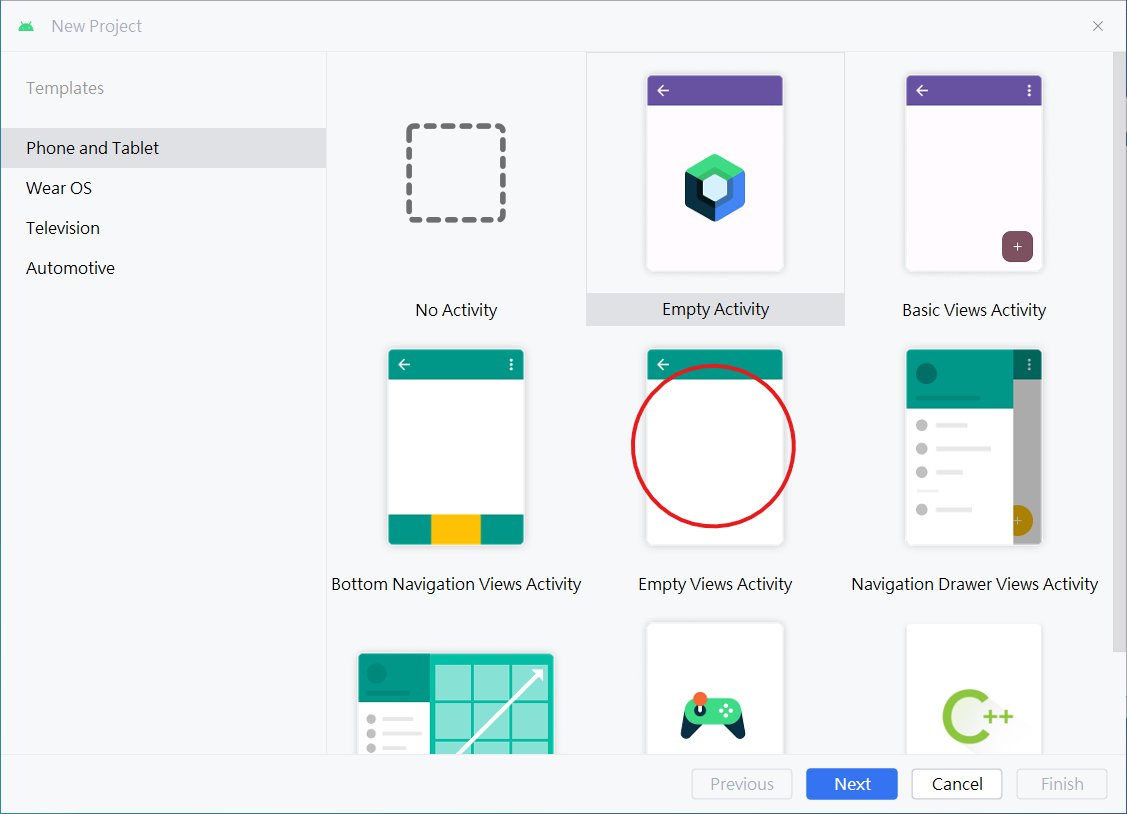 New Project
Templates
Phone and Tablet
Wear OS
Television
Automotive
No Activity
Empty Activity
Basic Views Activity
Bottom Navigation Views Activity
Empty Views Activity
Navigation Drawer Views Activity
C++
Previous
Next
Cancel
Finish